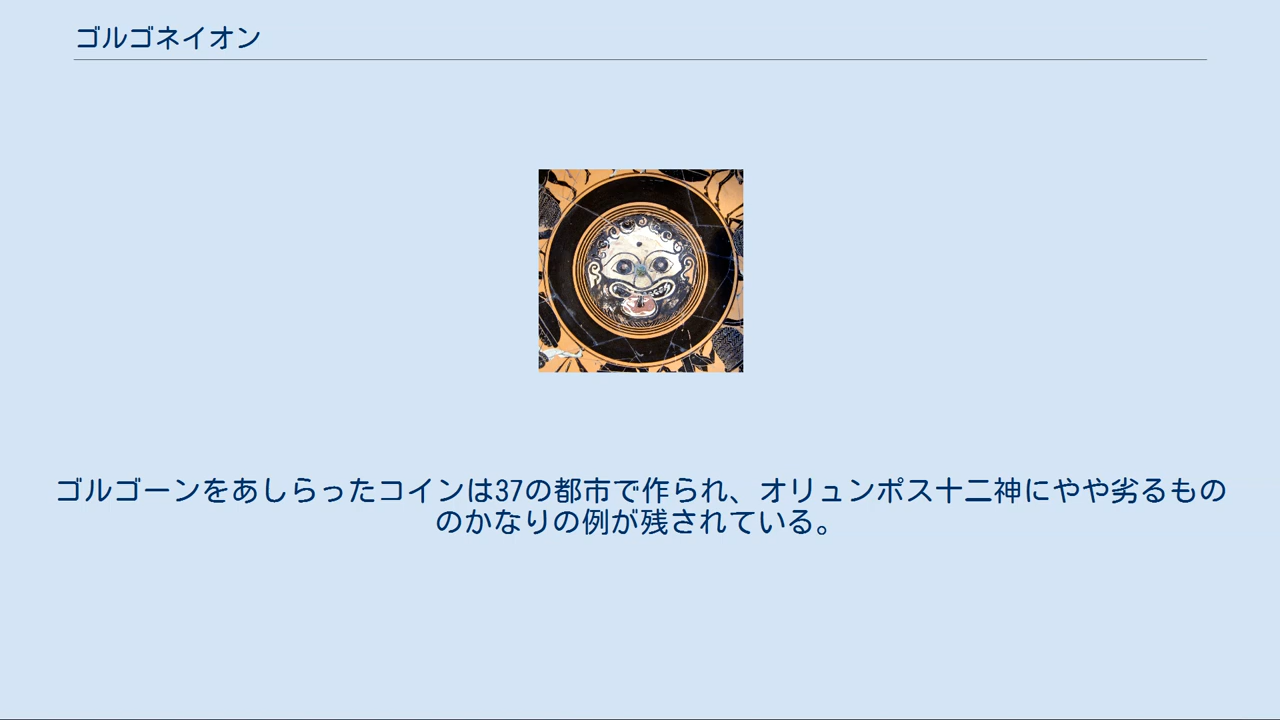 ゴルゴネイオン
ゴルゴーンをあしらったコインは37の都市で作られ、オリュンポス十二神にやや劣るもの
のかなりの例が残されている。